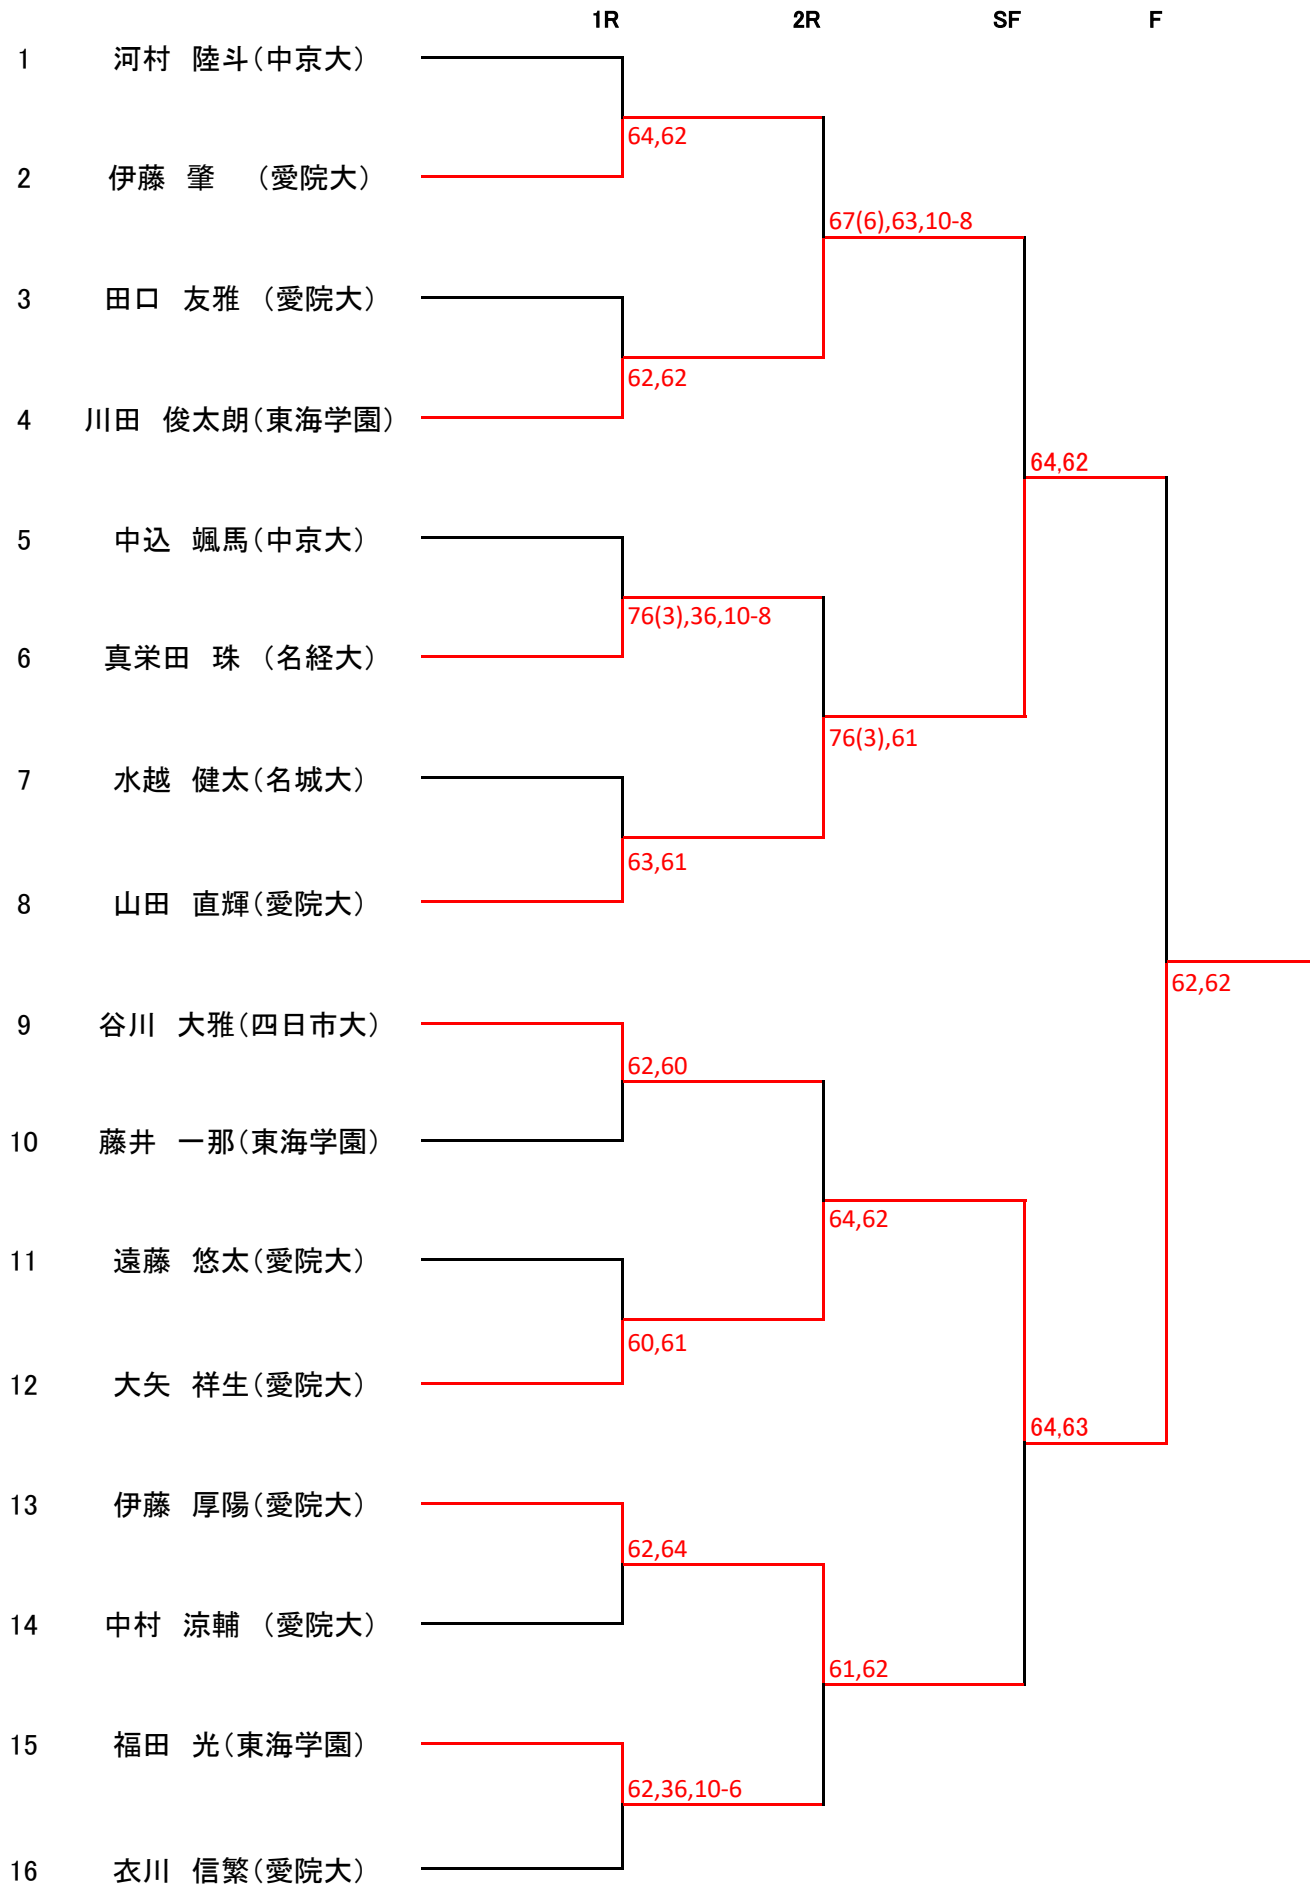 1R 2R SF F
1 河村 陸斗(中京大)
64,62
2 伊藤 肇 (愛院大)
67(6),63,10-8
3 田口 友雅 (愛院大)
62,62
4 川田 俊太朗(東海学園)
64,62
5 中込 颯馬(中京大)
76(3),36,10-8
6 真栄田 珠 (名経大)
76(3),61
7 水越 健太(名城大)
63,61
8 山田 直輝(愛院大)
62,62
9 谷川 大雅(四日市大)
62,60
10 藤井 一那(東海学園)
64,62
11 遠藤 悠太(愛院大)
60,61
12 大矢 祥生(愛院大)
64,63
13 伊藤 厚陽(愛院大)
62,64
14 中村 涼輔 (愛院大)
61,62
15 福田 光(東海学園)
62,36,10-6
16 衣川 信繁(愛院大)